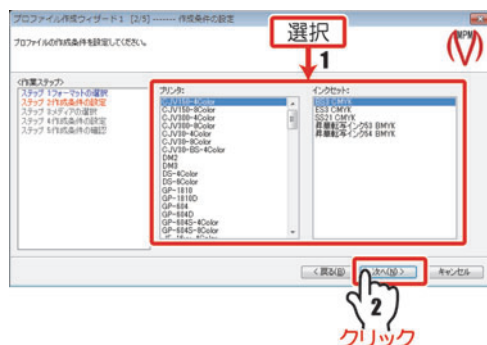 プロファイル作成ウィザード1 [2/5] ------- 作成条件の設定
プロファイルの作成条件を設定してください。
選択
1
MPM
<作業ステップ>
ステップ 1フォーマットの選択
ステップ 2作成条件の設定
ステップ 3メディアの選択
ステップ 4作成条件の設定
ステップ 5作成条件の確認
プリンタ:
CJV150-4Color
CJV150-8Color
CJV300-4Color
CJV300-8Color
CJV30-4Color
CJV30-8Color
CJV30-BS-4Color
DM2
DM3
DS-4Color
DS-8Color
GP-1810
GP-1810D
GP-604
GP-604D
GP-604S-4Color
GP-604S-8Color
インクセット:
BS3 CMYK
ES3 CMYK
SS21 CMYK
昇華転写インク53 BMYK
昇華転写インク54 BMYK
< 戻る(B)
次へ(N) >
キャンセル
2
クリック